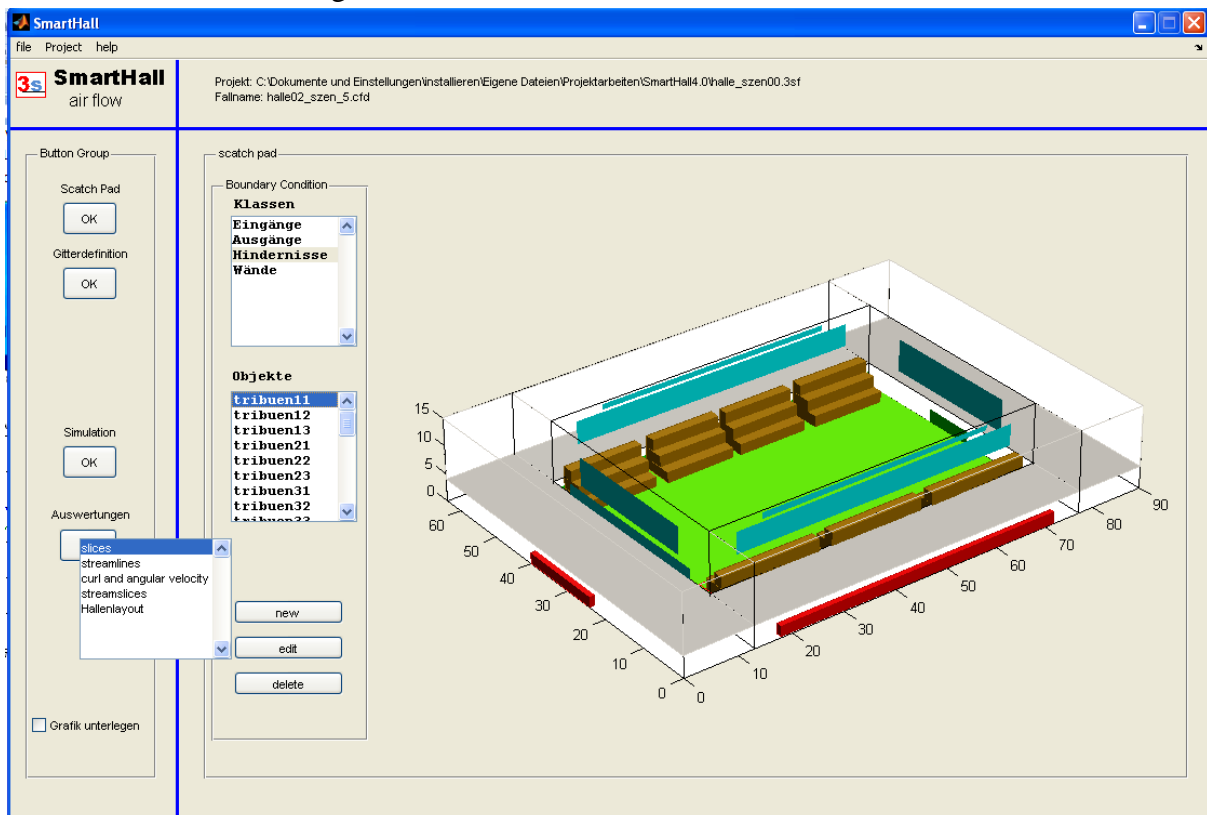 SmartHall
file Project help
3s SmartHall
air flow
Projekt: C:\Dokumente und Einstellungen\installieren\Eigene Dateien\Projektarbeiten\SmartHall4.0\halle_szen00.3sf
Fallname: halle02_szen_5.cfd
Button Group
Scatch Pad
OK
Gitterdefinition
OK
Simulation
OK
Auswertungen
slices
streamlines
curl and angular velocity
streamslices
Hallenlayout
Grafik unterlegen
scatch pad
Boundary Condition
Klassen
Eingänge
Ausgänge
Hindernisse
Wände
Objekte
tribuen11
tribuen12
tribuen13
tribuen21
tribuen22
tribuen23
tribuen31
tribuen32
tribuen33
new
edit
delete
15
10
5
0
60
50
40
30
20
10
0
0
10
20
30
40
50
60
70
80
90